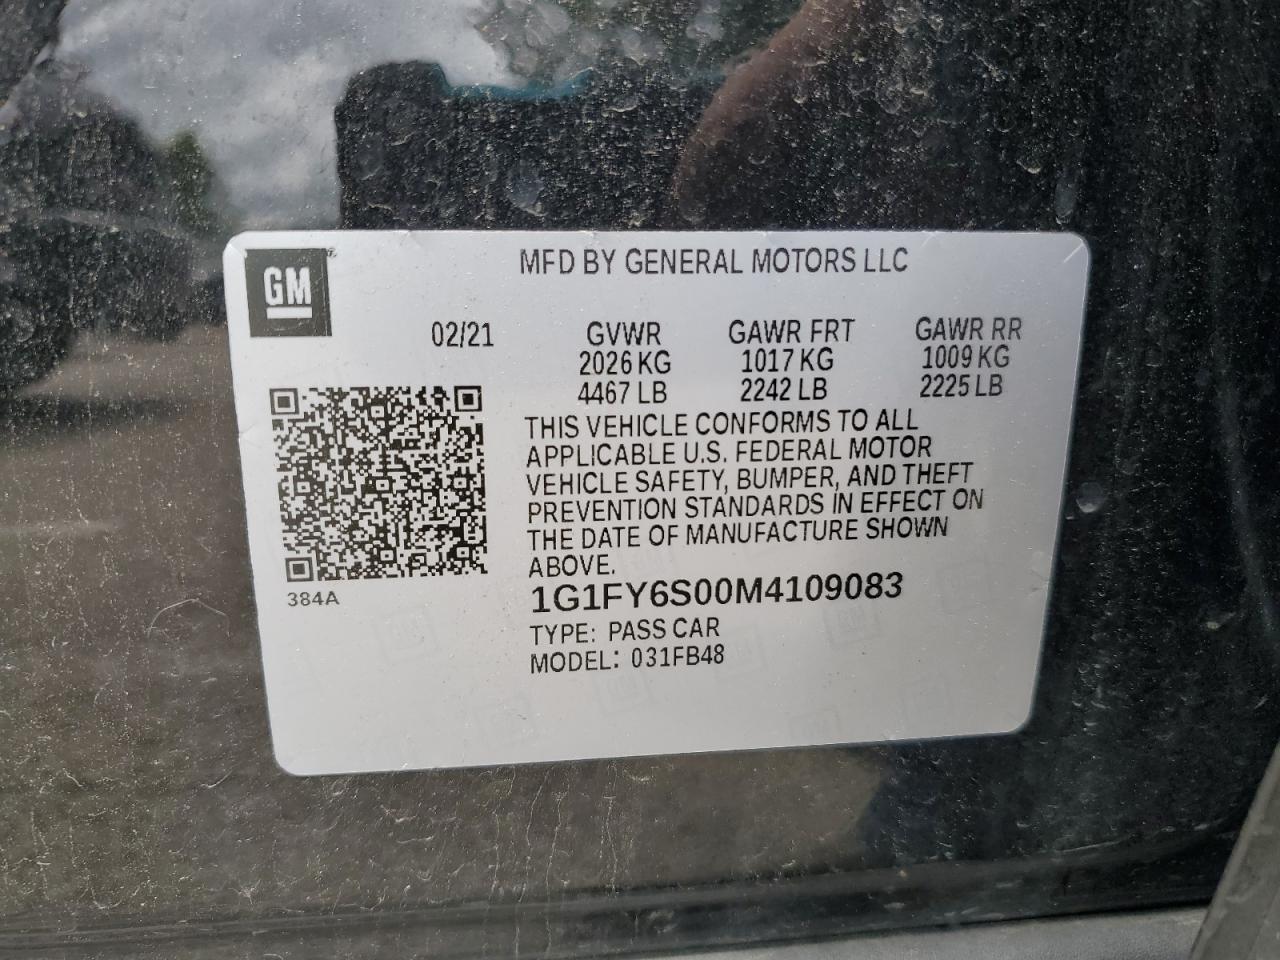 MFD BY GENERAL MOTORS LLC
GM
02/21 GVWR GAWR FRT GAWR RR
2026 KG 1017 KG 1009 KG
4467 LB 2242 LB 2225 LB
THIS VEHICLE CONFORMS TO ALL
APPLICABLE U.S. FEDERAL MOTOR
VEHICLE SAFETY, BUMPER, AND THEFT
PREVENTION STANDARDS IN EFFECT ON
THE DATE OF MANUFACTURE SHOWN
ABOVE.
384A
1G1FY6S00M4109083
TYPE: PASS CAR
MODEL: 031FB48